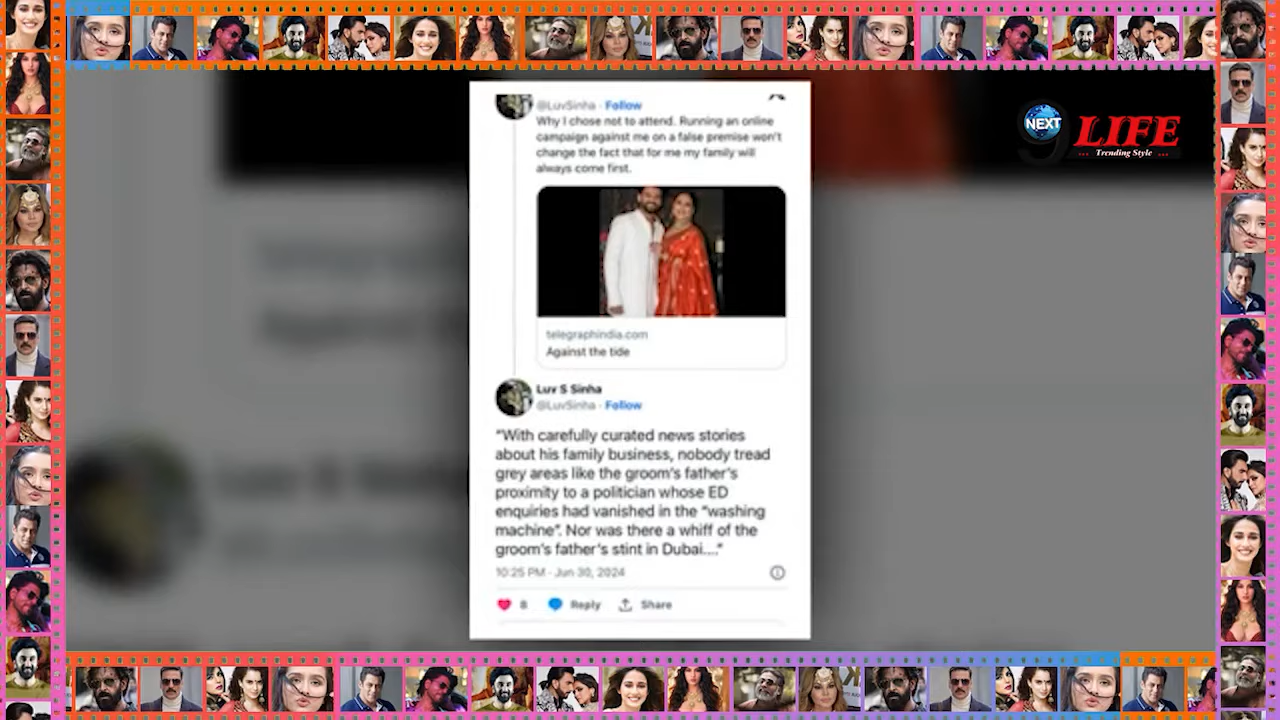 @LuvSinha · Follow
Why I chose not to attend. Running an online
campaign against me on a false premise won't
change the fact that for me my family will
always come first.
telegraphindia.com
Against the tide
Luv S Sinha
@LuvSinha · Follow
"With carefully curated news stories
about his family business, nobody tread
grey areas like the groom's father's
proximity to a politician whose ED
enquiries had vanished in the "washing
machine". Nor was there a whiff of the
groom's father's stint in Dubai...."
10:25 PM · Jun 30, 2024
8 Reply Share
NEXT
9
LIFE
... Trending Style ...